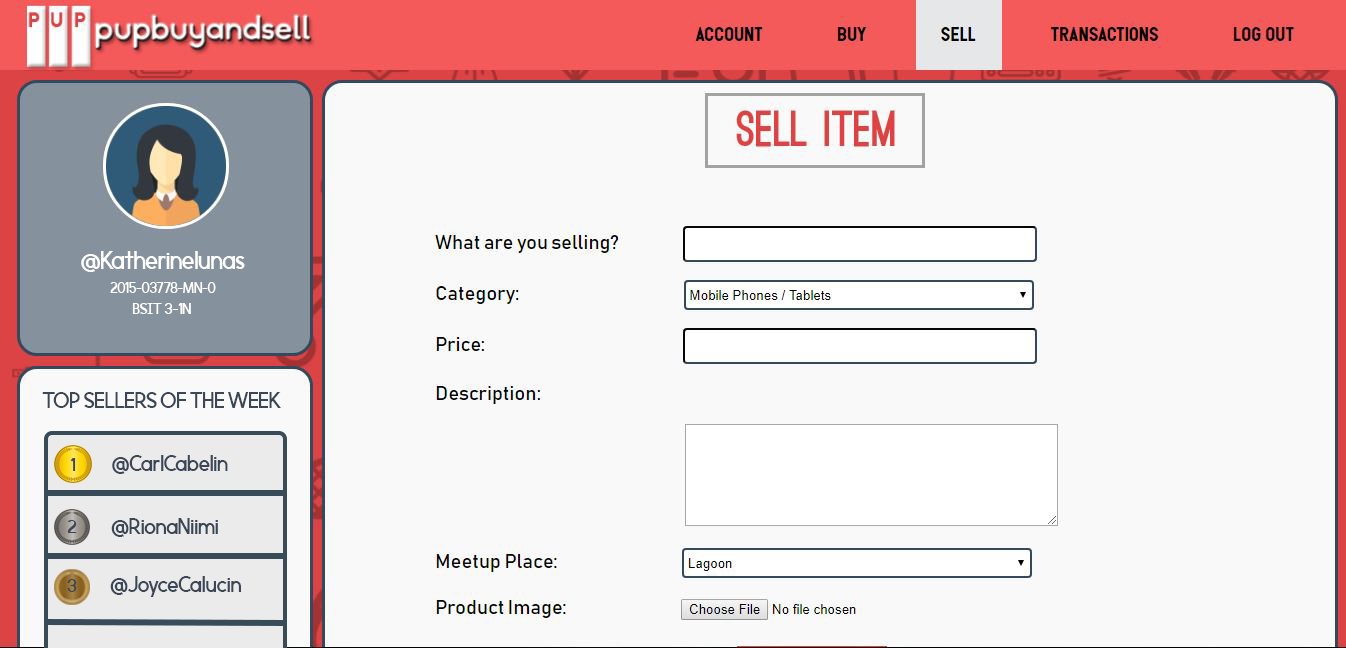 PUP pupbuyandsell
ACCOUNT BUY SELL TRANSACTIONS LOG OUT
@Katherinelunas
2015-03778-MN-0
BSIT 3-1N
TOP SELLERS OF THE WEEK
1 @CarlCabelin
2 @RionaNiimi
3 @JoyceCalucin
SELL ITEM
What are you selling?
Category: Mobile Phones / Tablets
Price:
Description:
Meetup Place: Lagoon
Product Image: Choose File No file chosen